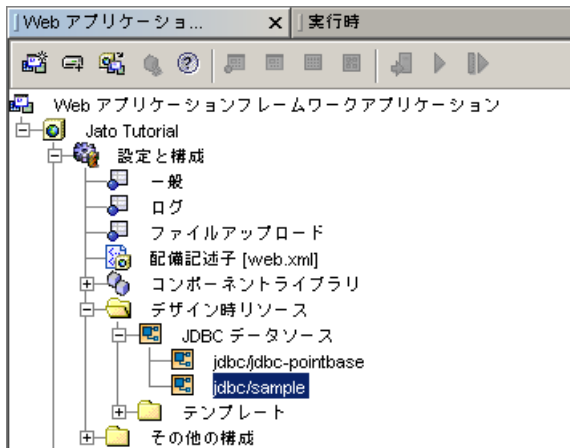 Web アプリケーショ... 実行時
Web アプリケーションフレームワークアプリケーション
Jato Tutorial
設定と構成
一般
ログ
ファイルアップロード
配備記述子 [web.xml]
コンポーネントライブラリ
デザイン時リソース
JDBC データソース
jdbc/jdbc-pointbase
jdbc/sample
テンプレート
その他の構成